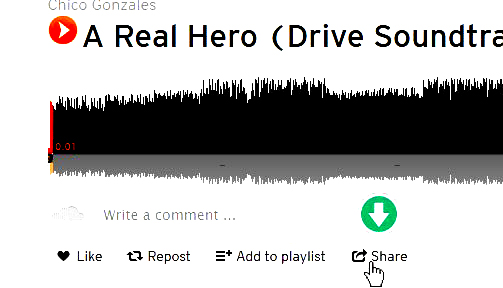 Chico Gonzales
A Real Hero (Drive Soundtra
0.01
Write a comment ...
Like Repost Add to playlist Share